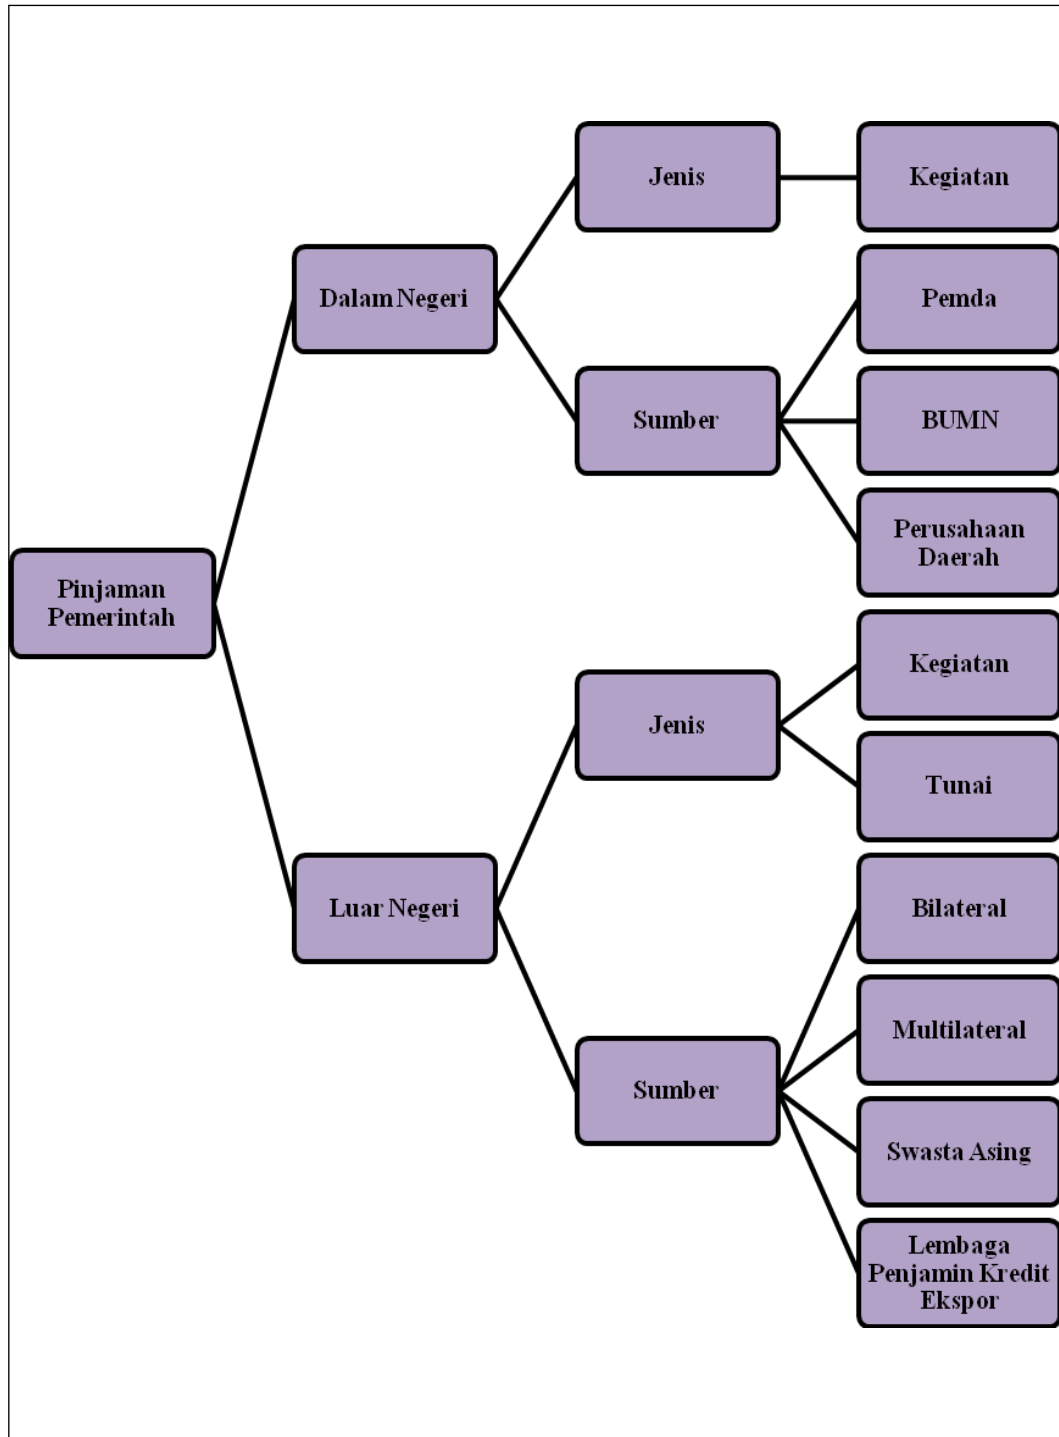 Pinjaman
Pemerintah
Dalam Negeri
Jenis
Kegiatan
Sumber
Pemda
BUMN
Perusahaan
Daerah
Luar Negeri
Jenis
Kegiatan
Tunai
Sumber
Bilateral
Multilateral
Swasta Asing
Lembaga
Penjamin Kredit
Ekspor